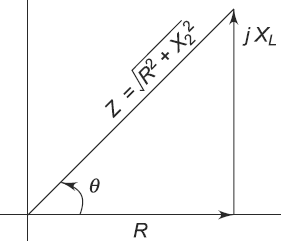 Z = √R² + X₂²
j X_L
θ
R